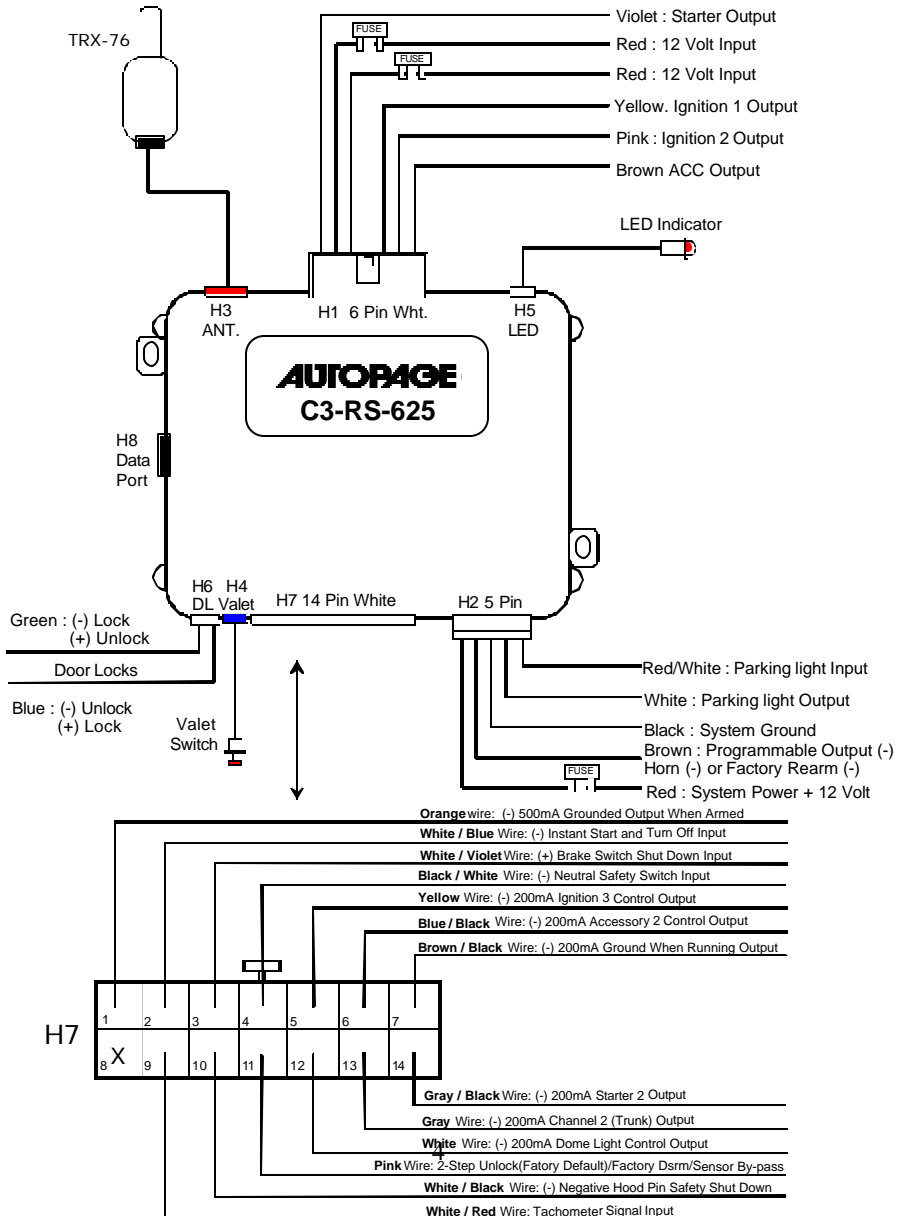 TRX-76
FUSE
Violet : Starter Output
Red : 12 Volt Input
FUSE
Red : 12 Volt Input
Yellow. Ignition 1 Output
Pink : Ignition 2 Output
Brown ACC Output
LED Indicator
H3
ANT.
H1 6 Pin Wht.
H5
LED
AUTOPAGE
C3-RS-625
H8
Data
Port
H6
DL
H4
Valet
H7 14 Pin White
H2 5 Pin
Green : (-) Lock
(+) Unlock
Door Locks
Blue : (-) Unlock
(+) Lock
Valet
Switch
Red/White : Parking light Input
White : Parking light Output
Black : System Ground
Brown : Programmable Output (-)
Horn (-) or Factory Rearm (-)
FUSE
Red : System Power + 12 Volt
Orange wire: (-) 500mA Grounded Output When Armed
White / Blue Wire: (-) Instant Start and Turn Off Input
White / Violet Wire: (+) Brake Switch Shut Down Input
Black / White Wire: (-) Neutral Safety Switch Input
Yellow Wire: (-) 200mA Ignition 3 Control Output
Blue / Black Wire: (-) 200mA Accessory 2 Control Output
Brown / Black Wire: (-) 200mA Ground When Running Output
H7
1 2 3 4 5 6 7
8 X 9 10 11 12 13 14
Gray / Black Wire: (-) 200mA Starter 2 Output
Gray Wire: (-) 200mA Channel 2 (Trunk) Output
White Wire: (-) 200mA Dome Light Control Output
4
Pink Wire: 2-Step Unlock(Fatory Default)/Factory Dsrm/Sensor By-pass
White / Black Wire: (-) Negative Hood Pin Safety Shut Down
White / Red Wire: Tachometer Signal Input